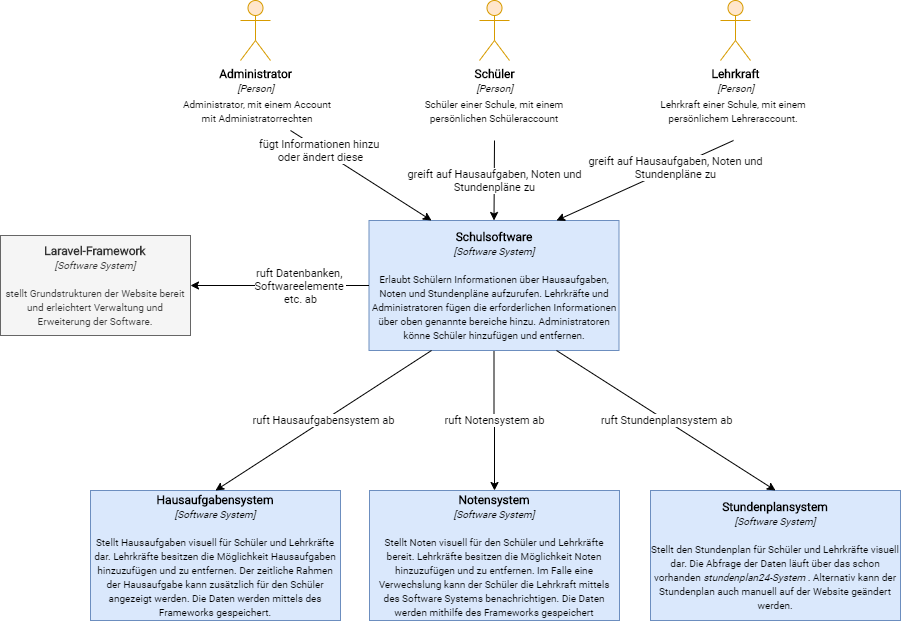 Administrator
[Person]
Administrator, mit einem Account
mit Administratorrechten
Schüler
[Person]
Schüler einer Schule, mit einem
persönlichen Schüleraccount
Lehrkraft
[Person]
Lehrkraft einer Schule, mit einem
persönlichem Lehreraccount.
fügt Informationen hinzu
oder ändert diese
greift auf Hausaufgaben, Noten und
Stundenpläne zu
greift auf Hausaufgaben, Noten und
Stundenpläne zu
Laravel-Framework
[Software System]
stellt Grundstrukturen der Website bereit
und erleichtert Verwaltung und
Erweiterung der Software.
ruft Datenbanken,
Softwareelemente
etc. ab
Schulsoftware
[Software System]
Erlaubt Schülern Informationen über Hausaufgaben,
Noten und Stundenpläne aufzurufen. Lehrkräfte und
Administratoren fügen die erforderlichen Informationen
über oben genannte bereiche hinzu. Administratoren
könne Schüler hinzufügen und entfernen.
ruft Hausaufgabensystem ab
ruft Notensystem ab
ruft Stundenplansystem ab
Hausaufgabensystem
[Software System]
Stellt Hausaufgaben visuell für Schüler und Lehrkräfte
dar. Lehrkräfte besitzen die Möglichkeit Hausaufgaben
hinzuzufügen und zu entfernen. Der zeitliche Rahmen
der Hausaufgabe kann zusätzlich für den Schüler
angezeigt werden. Die Daten werden mittels des
Frameworks gespeichert.
Notensystem
[Software System]
Stellt Noten visuell für den Schüler und Lehrkräfte
bereit. Lehrkräfte besitzen die Möglichkeit Noten
hinzuzufügen und zu entfernen. Im Falle eine
Verwechslung kann der Schüler die Lehrkraft mittels
des Software Systems benachrichtigen. Die Daten
werden mithilfe des Frameworks gespeichert
Stundenplansystem
[Software System]
Stellt den Stundenplan für Schüler und Lehrkräfte visuell
dar. Die Abfrage der Daten läuft über das schon
vorhanden stundenplan24-System . Alternativ kann der
Stundenplan auch manuell auf der Website geändert
werden.